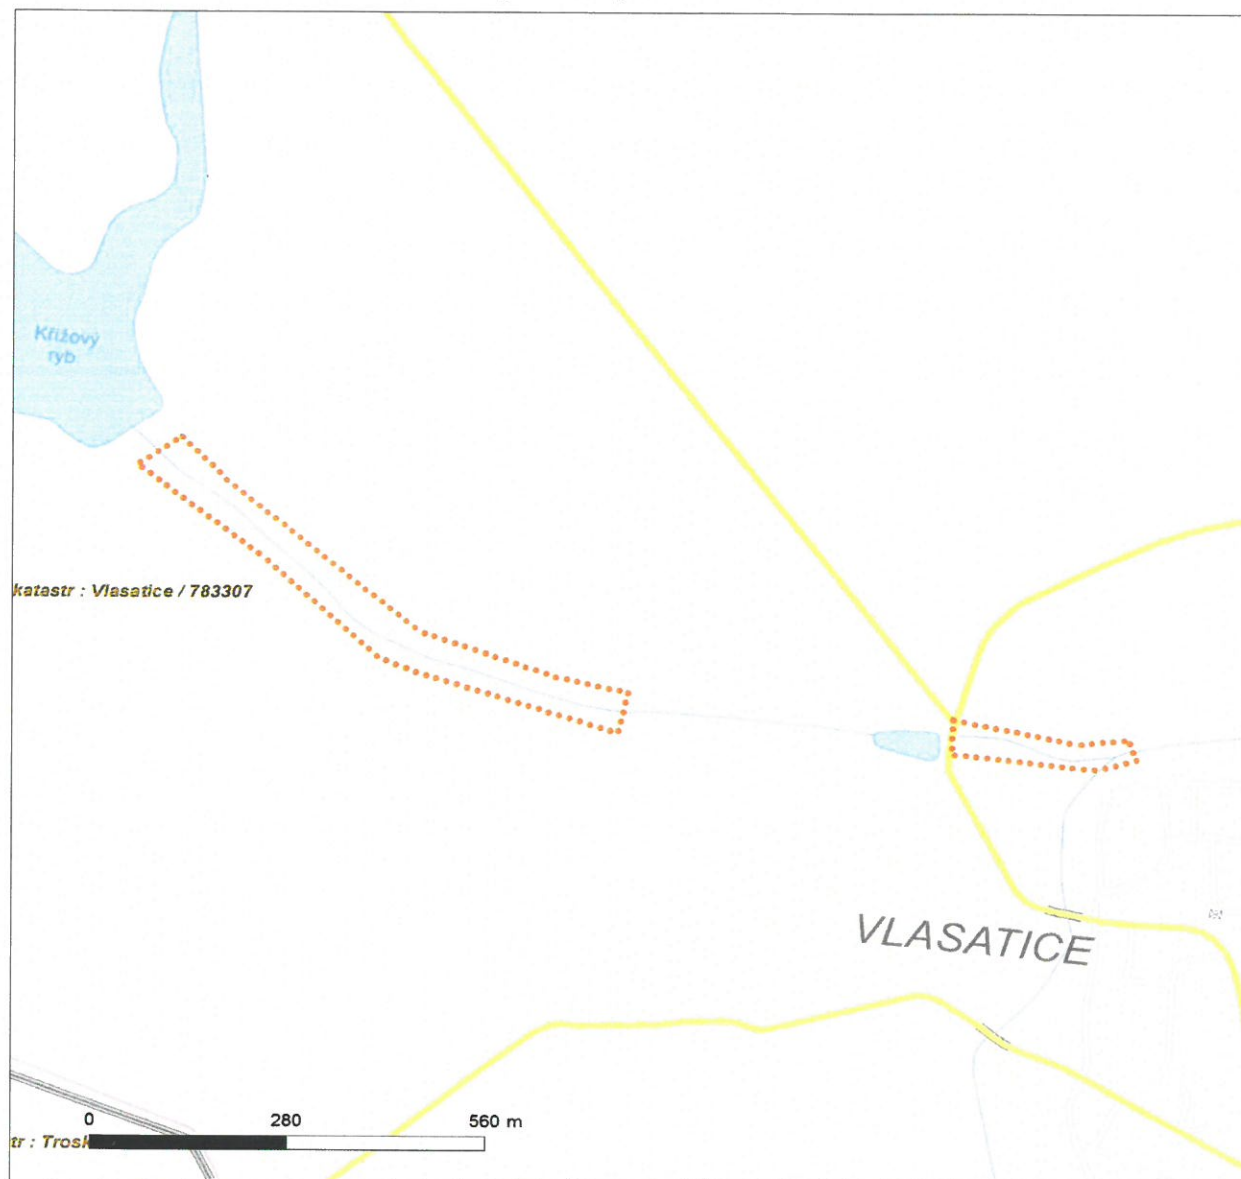 Křížový
ryb
katastr : Vlasatice / 783307
VLASATICE
0 280 560 m
tr : Trosk